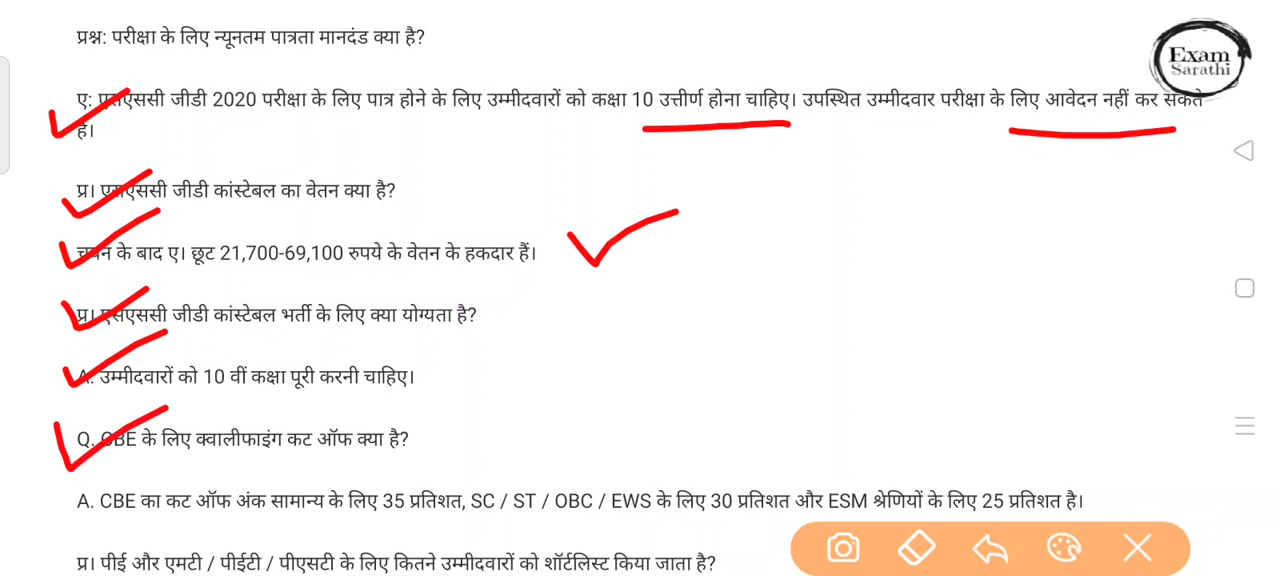 प्रश्न: परीक्षा के लिए न्यूनतम पात्रता मानदंड क्या है?
Exam
Sarathi
ए: एसएससी जीडी 2020 परीक्षा के लिए पात्र होने के लिए उम्मीदवारों को कक्षा 10 उत्तीर्ण होना चाहिए। उपस्थित उम्मीदवार परीक्षा के लिए आवेदन नहीं कर सकते
हैं।
प्र। एसएससी जीडी कांस्टेबल का वेतन क्या है?
चयन के बाद ए। छूट 21,700-69,100 रुपये के वेतन के हकदार हैं।
प्र। एसएससी जीडी कांस्टेबल भर्ती के लिए क्या योग्यता है?
A. उम्मीदवारों को 10 वीं कक्षा पूरी करनी चाहिए।
Q. CBE के लिए क्वालीफाइंग कट ऑफ क्या है?
A. CBE का कट ऑफ अंक सामान्य के लिए 35 प्रतिशत, SC / ST / OBC / EWS के लिए 30 प्रतिशत और ESM श्रेणियों के लिए 25 प्रतिशत है।
प्र। पीई और एमटी / पीईटी / पीएसटी के लिए कितने उम्मीदवारों को शॉर्टलिस्ट किया जाता है?